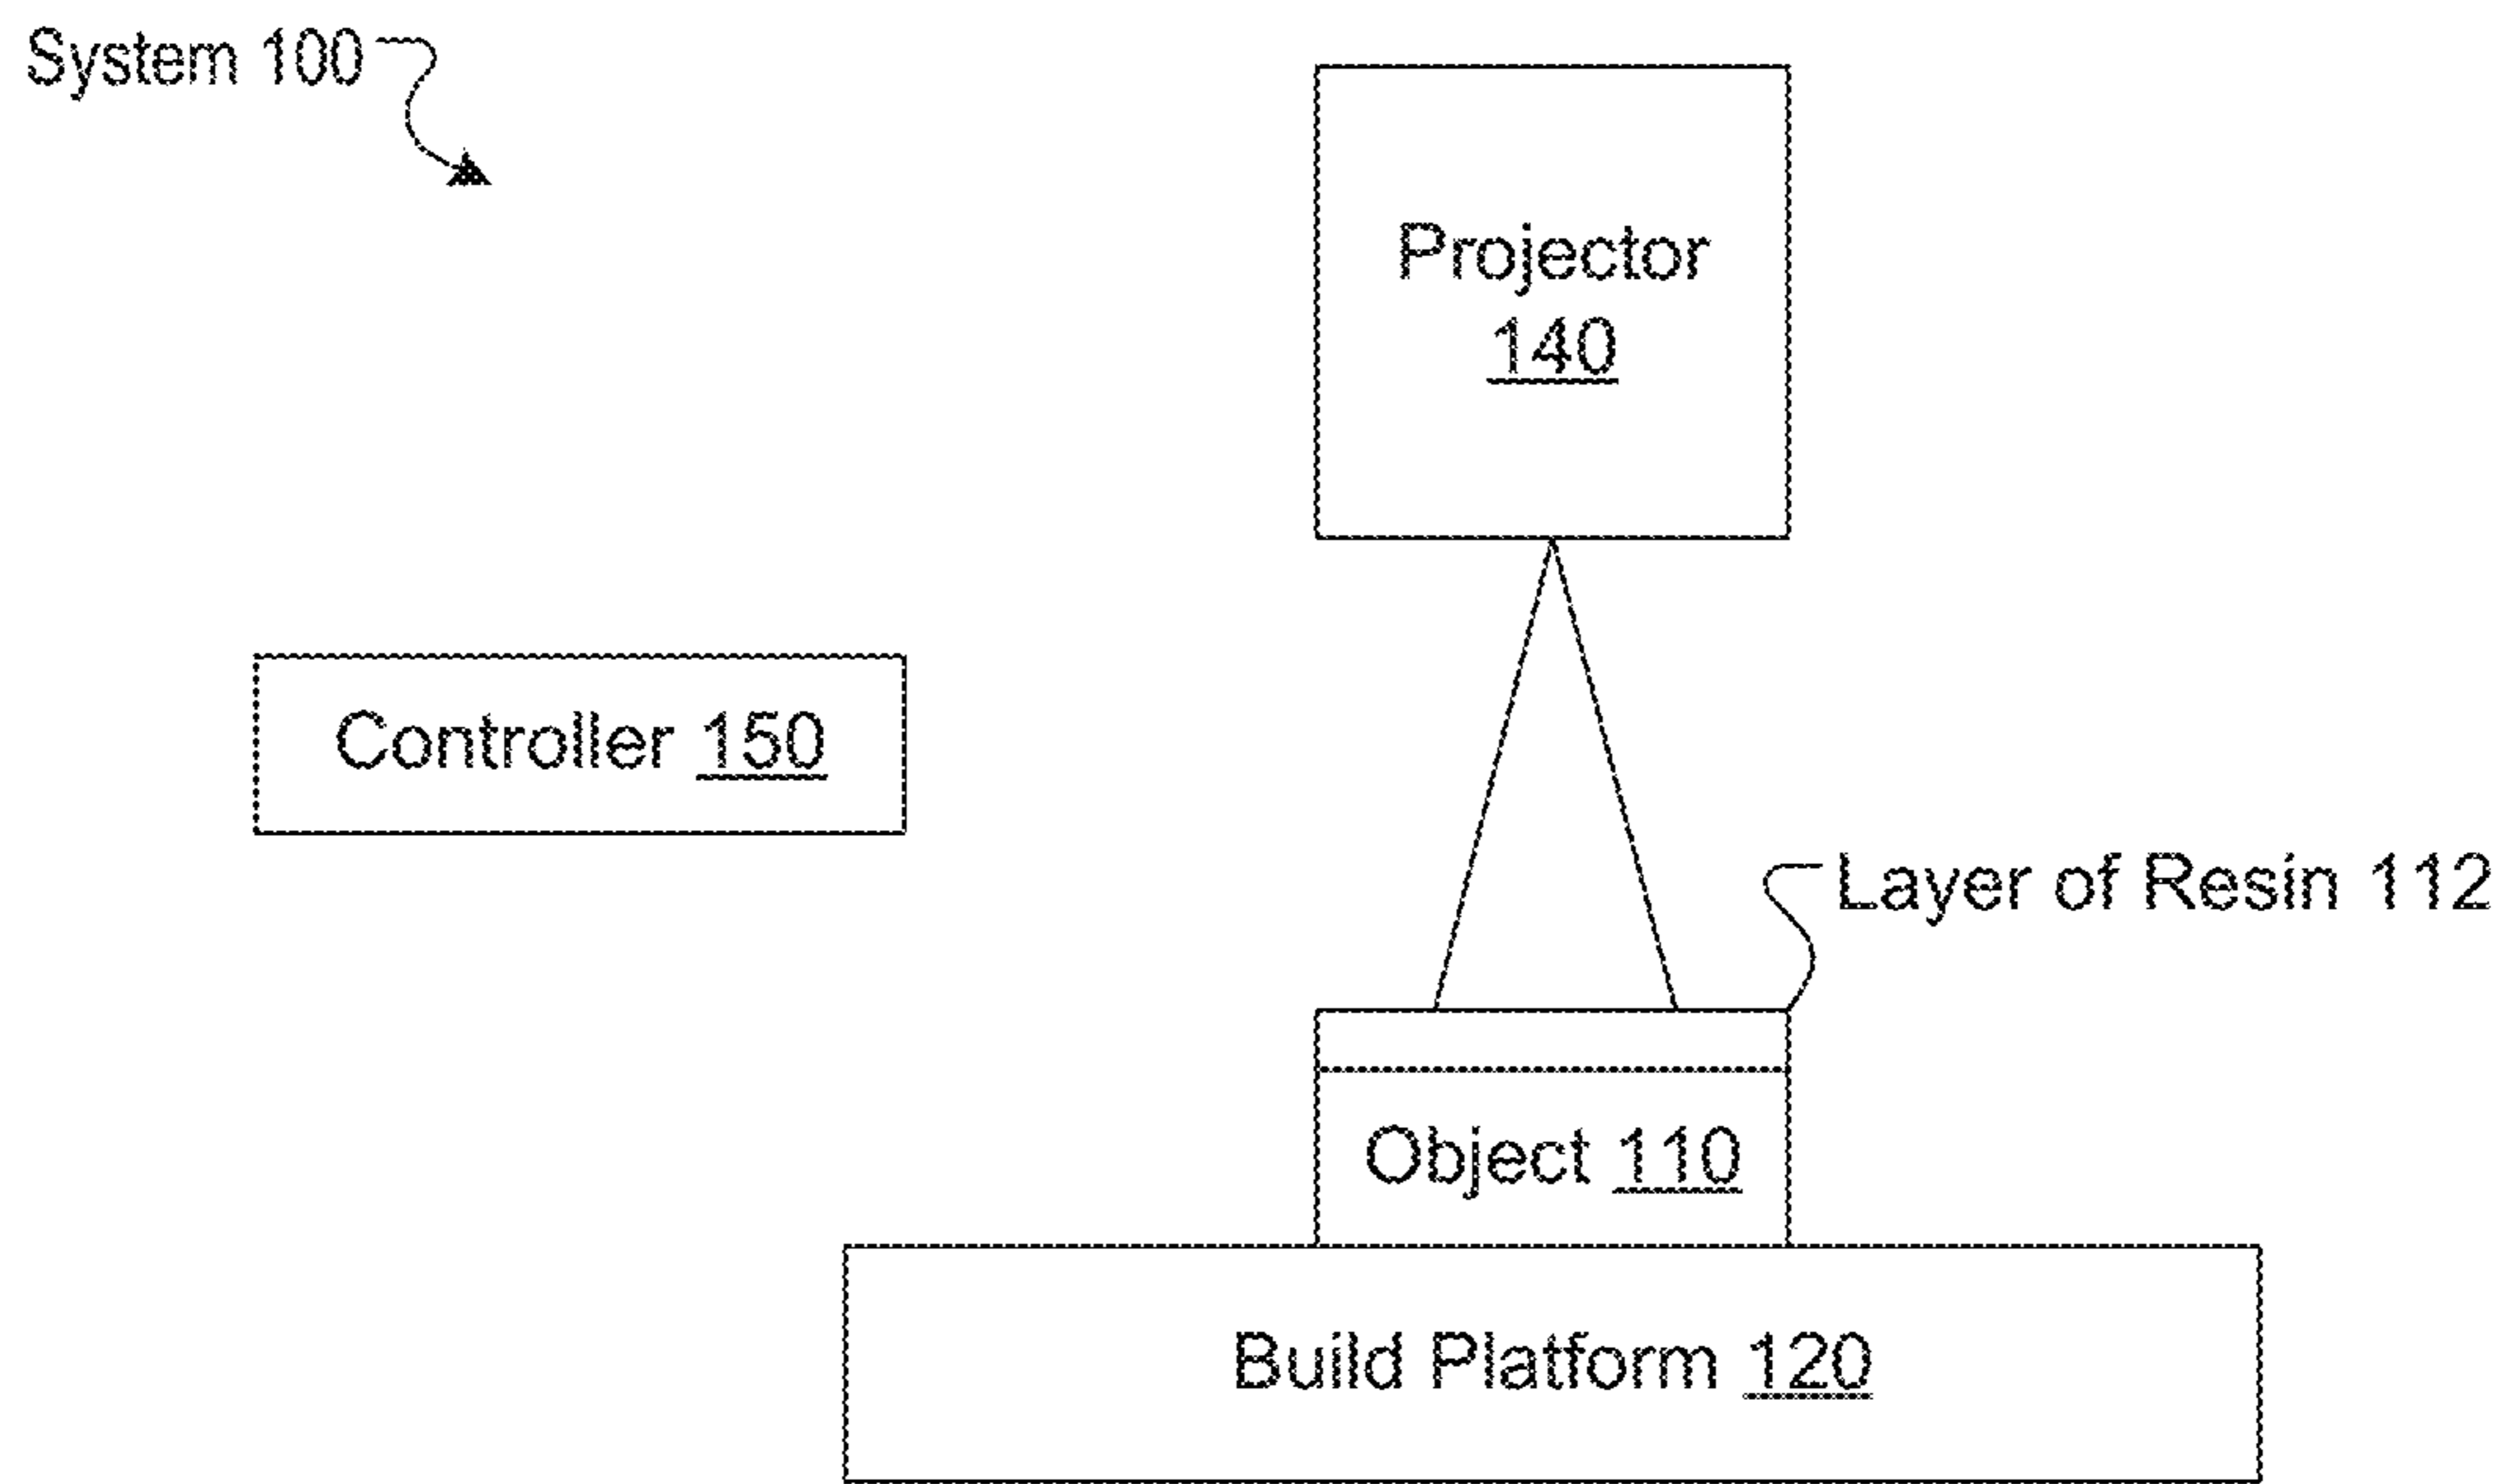 System 100
Projector
140
Controller 150
Layer of Resin 112
Object 110
Build Platform 120